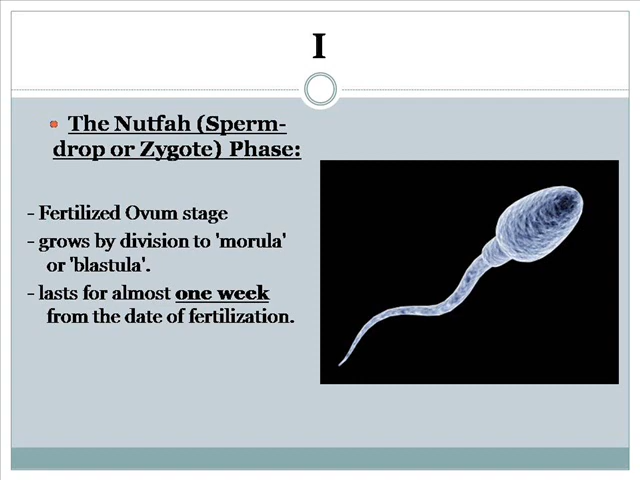 I
The Nutfah (Sperm-
drop or Zygote) Phase:
- Fertilized Ovum stage
- grows by division to 'morula'
or 'blastula'.
- lasts for almost one week
from the date of fertilization.